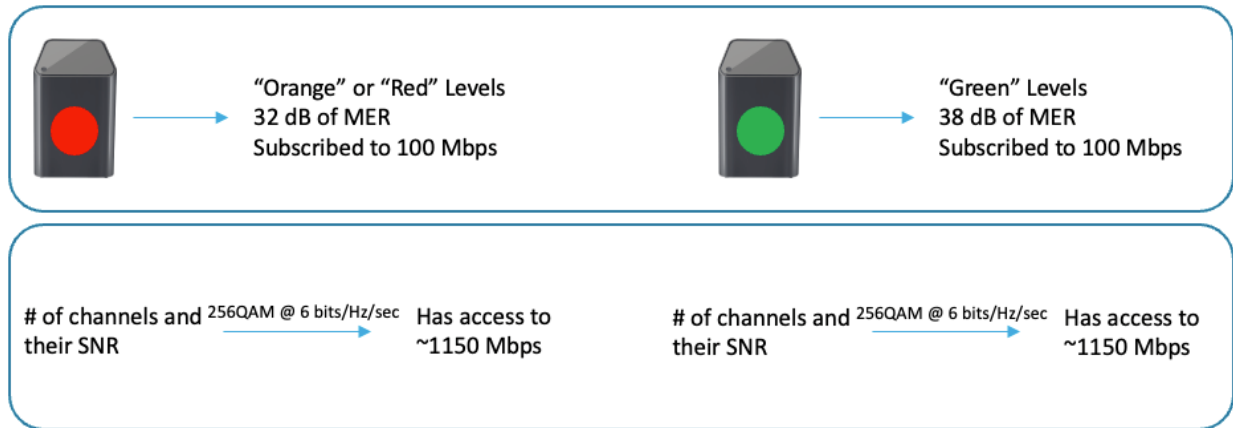 “Orange” or “Red” Levels
32 dB of MER
Subscribed to 100 Mbps
“Green” Levels
38 dB of MER
Subscribed to 100 Mbps
# of channels and
their SNR
256QAM @ 6 bits/Hz/sec
Has access to
~1150 Mbps
# of channels and
their SNR
256QAM @ 6 bits/Hz/sec
Has access to
~1150 Mbps